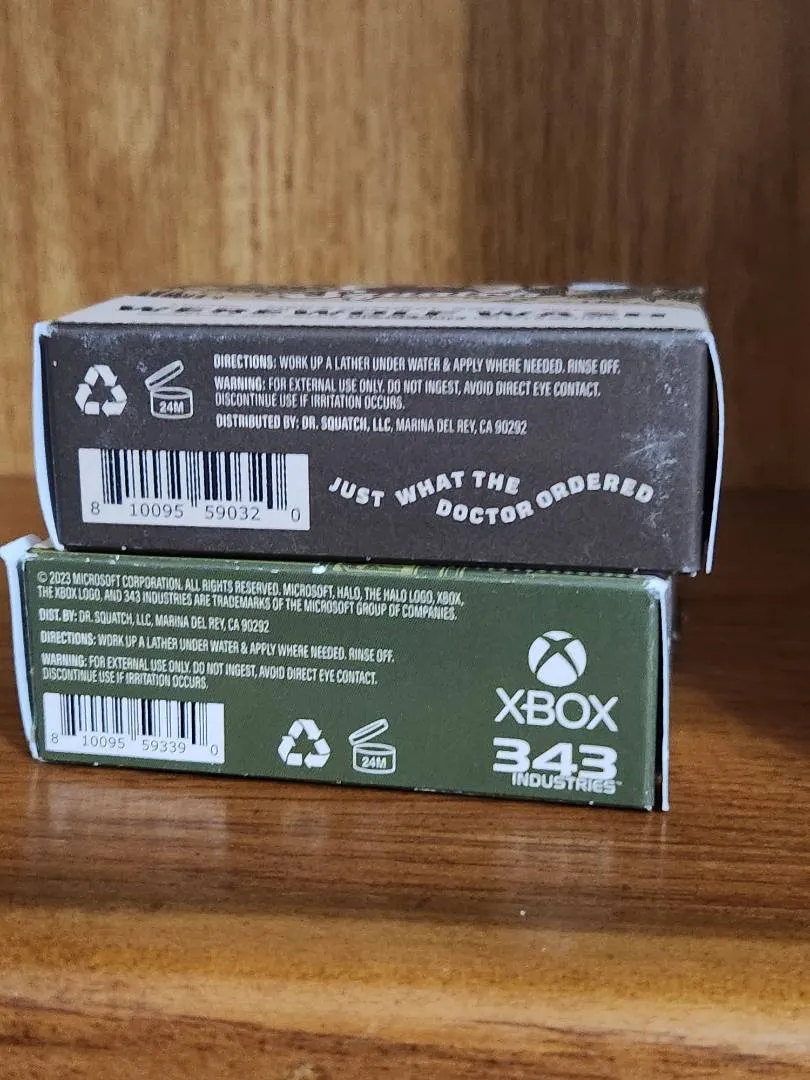 WEREWOLF WASH
24M
DIRECTIONS: WORK UP A LATHER UNDER WATER & APPLY WHERE NEEDED. RINSE OFF.
WARNING: FOR EXTERNAL USE ONLY. DO NOT INGEST, AVOID DIRECT EYE CONTACT.
DISCONTINUE USE IF IRRITATION OCCURS.
DISTRIBUTED BY: DR. SQUATCH, LLC, MARINA DEL REY, CA 90292
8 10095 59032 0
JUST WHAT THE
DOCTOR ORDERED
© 2023 MICROSOFT CORPORATION. ALL RIGHTS RESERVED. MICROSOFT, HALO, THE HALO LOGO, XBOX,
THE XBOX LOGO, AND 343 INDUSTRIES ARE TRADEMARKS OF THE MICROSOFT GROUP OF COMPANIES.
DIST. BY: DR. SQUATCH, LLC, MARINA DEL REY, CA 90292
DIRECTIONS: WORK UP A LATHER UNDER WATER & APPLY WHERE NEEDED. RINSE OFF.
WARNING: FOR EXTERNAL USE ONLY. DO NOT INGEST, AVOID DIRECT EYE CONTACT.
DISCONTINUE USE IF IRRITATION OCCURS.
8 10095 59339 0
24M
XBOX
343
INDUSTRIES™